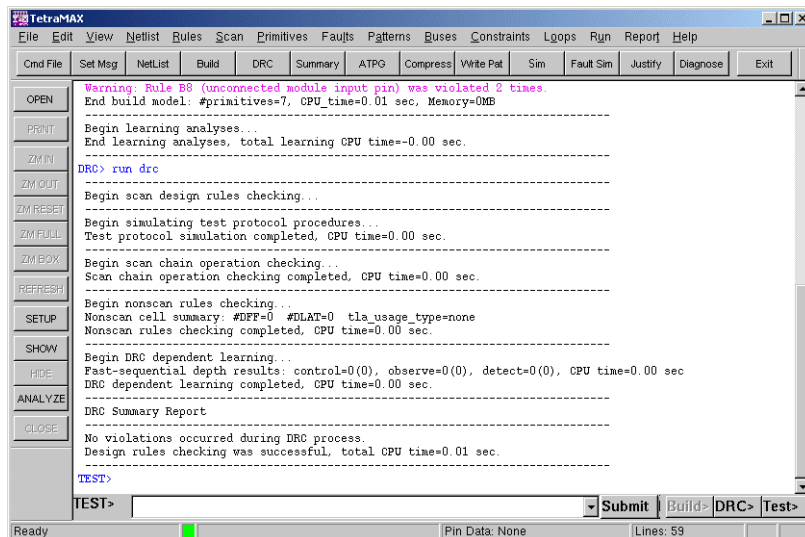 TetraMAX
File Edit View Netlist Rules Scan Primitives Faults Patterns Buses Constraints Loops Run Report Help
Cmd File Set Msg NetList Build DRC Summary ATPG Compress Write Pat Sim Fault Sim Justify Diagnose Exit
OPEN
PRINT
ZM IN
ZM OUT
ZM RESET
ZM FULL
ZM BOX
REFRESH
SETUP
SHOW
HIDE
ANALYZE
CLOSE
Warning: Rule B8 (unconnected module input pin) was violated 2 times.
End build model: #primitives=7, CPU_time=0.01 sec, Memory=0MB
--------------------------------------------------------------------------
Begin learning analyses...
End learning analyses, total learning CPU time=-0.00 sec.
--------------------------------------------------------------------------
DRC> run drc
--------------------------------------------------------------------------
Begin scan design rules checking...
--------------------------------------------------------------------------
Begin simulating test protocol procedures...
Test protocol simulation completed, CPU time=0.00 sec.
--------------------------------------------------------------------------
Begin scan chain operation checking...
Scan chain operation checking completed, CPU time=0.00 sec.
--------------------------------------------------------------------------
Begin nonscan rules checking...
Nonscan cell summary: #DFF=0 #DLAT=0 tla_usage_type=none
Nonscan rules checking completed, CPU time=0.00 sec.
--------------------------------------------------------------------------
Begin DRC dependent learning...
Fast-sequential depth results: control=0(0), observe=0(0), detect=0(0), CPU time=0.00 sec
DRC dependent learning completed, CPU time=0.00 sec.
--------------------------------------------------------------------------
DRC Summary Report
--------------------------------------------------------------------------
No violations occurred during DRC process.
Design rules checking was successful, total CPU time=0.01 sec.
--------------------------------------------------------------------------
TEST>
TEST> Submit Build> DRC> Test>
Ready Pin Data: None Lines: 59